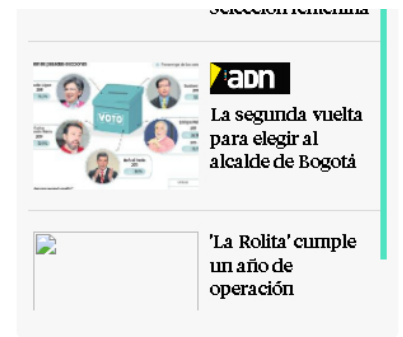 Selección femenina
adn
VOTO
La segunda vuelta
para elegir al
alcalde de Bogotá
'La Rolita' cumple
un año de
operación